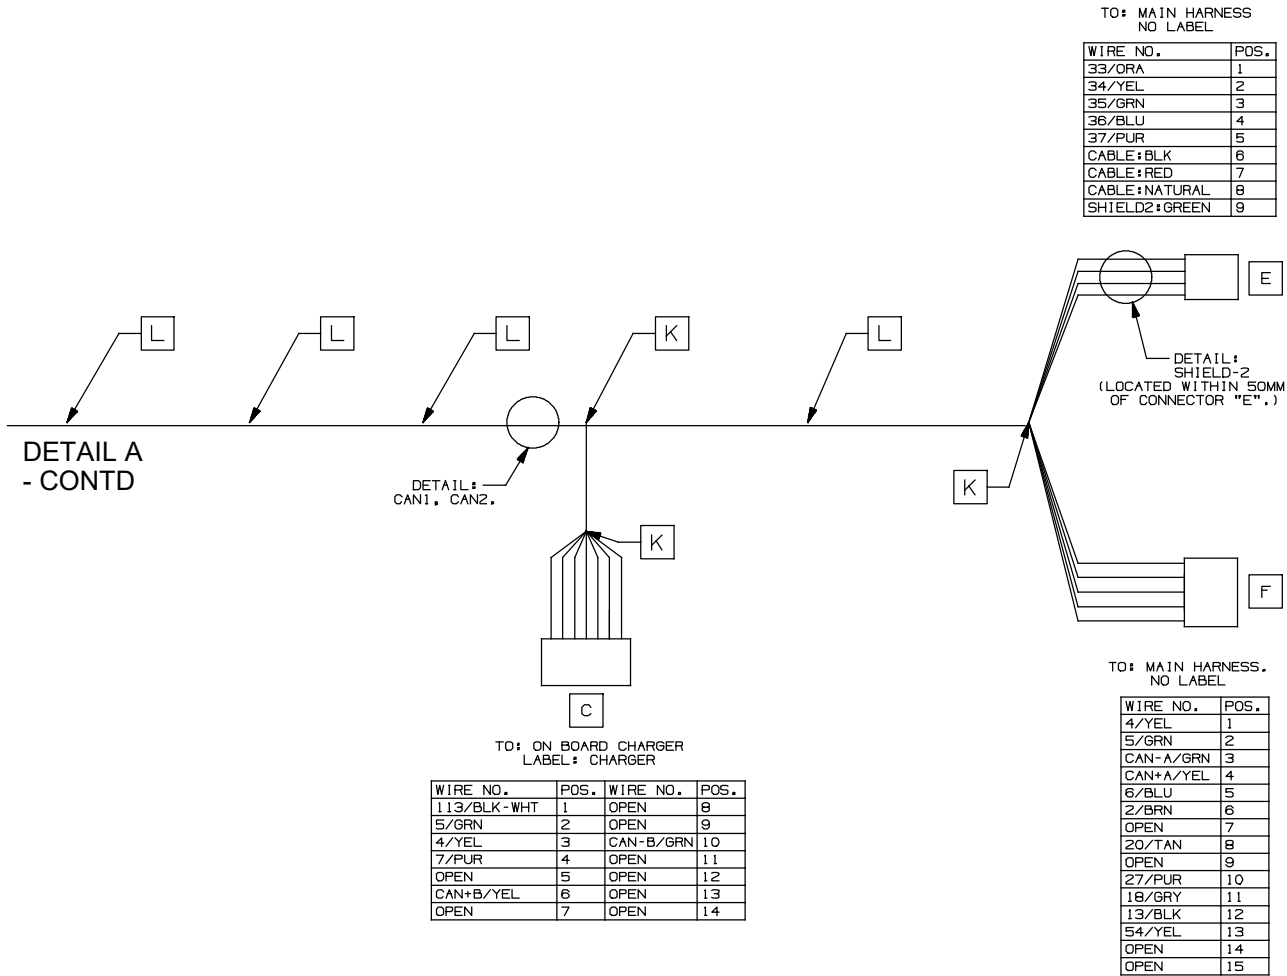 TO: MAIN HARNESS
NO LABEL
WIRE NO. POS.
33/ORA 1
34/YEL 2
35/GRN 3
36/BLU 4
37/PUR 5
CABLE:BLK 6
CABLE:RED 7
CABLE:NATURAL 8
SHIELD2:GREEN 9
E
L L L K L
DETAIL:
SHIELD-2
(LOCATED WITHIN 50MM
OF CONNECTOR "E".)
DETAIL A
- CONTD
DETAIL:
CAN1, CAN2.
K
K
F
C
TO: ON BOARD CHARGER
LABEL: CHARGER
WIRE NO. POS. WIRE NO. POS.
113/BLK-WHT 1 OPEN 8
5/GRN 2 OPEN 9
4/YEL 3 CAN-B/GRN 10
7/PUR 4 OPEN 11
OPEN 5 OPEN 12
CAN+B/YEL 6 OPEN 13
OPEN 7 OPEN 14
TO: MAIN HARNESS.
NO LABEL
WIRE NO. POS.
4/YEL 1
5/GRN 2
CAN-A/GRN 3
CAN+A/YEL 4
6/BLU 5
2/BRN 6
OPEN 7
20/TAN 8
OPEN 9
27/PUR 10
18/GRY 11
13/BLK 12
54/YEL 13
OPEN 14
OPEN 15